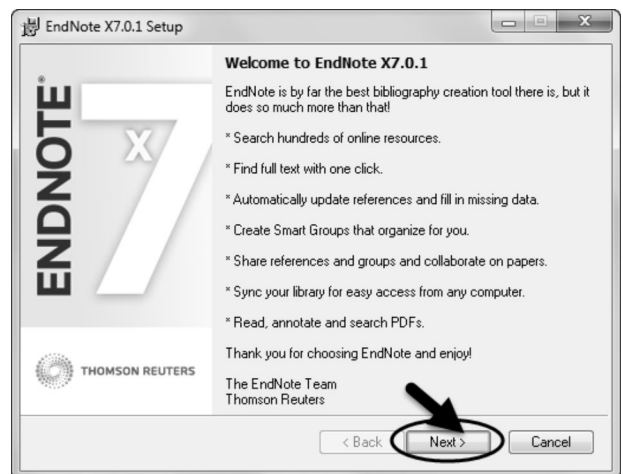 EndNote X7.0.1 Setup
ENDNOTE®
X
7
THOMSON REUTERS
Welcome to EndNote X7.0.1
EndNote is by far the best bibliography creation tool there is, but it
does so much more than that!
* Search hundreds of online resources.
* Find full text with one click.
* Automatically update references and fill in missing data.
* Create Smart Groups that organize for you.
* Share references and groups and collaborate on papers.
* Sync your library for easy access from any computer.
* Read, annotate and search PDFs.
Thank you for choosing EndNote and enjoy!
The EndNote Team
Thomson Reuters
< Back
Next >
Cancel